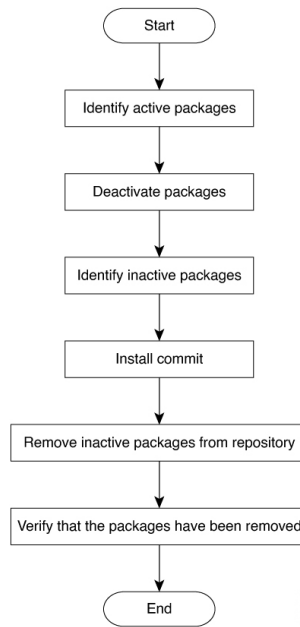 Start
Identify active packages
Deactivate packages
Identify inactive packages
Install commit
Remove inactive packages from repository
Verify that the packages have been removed
End